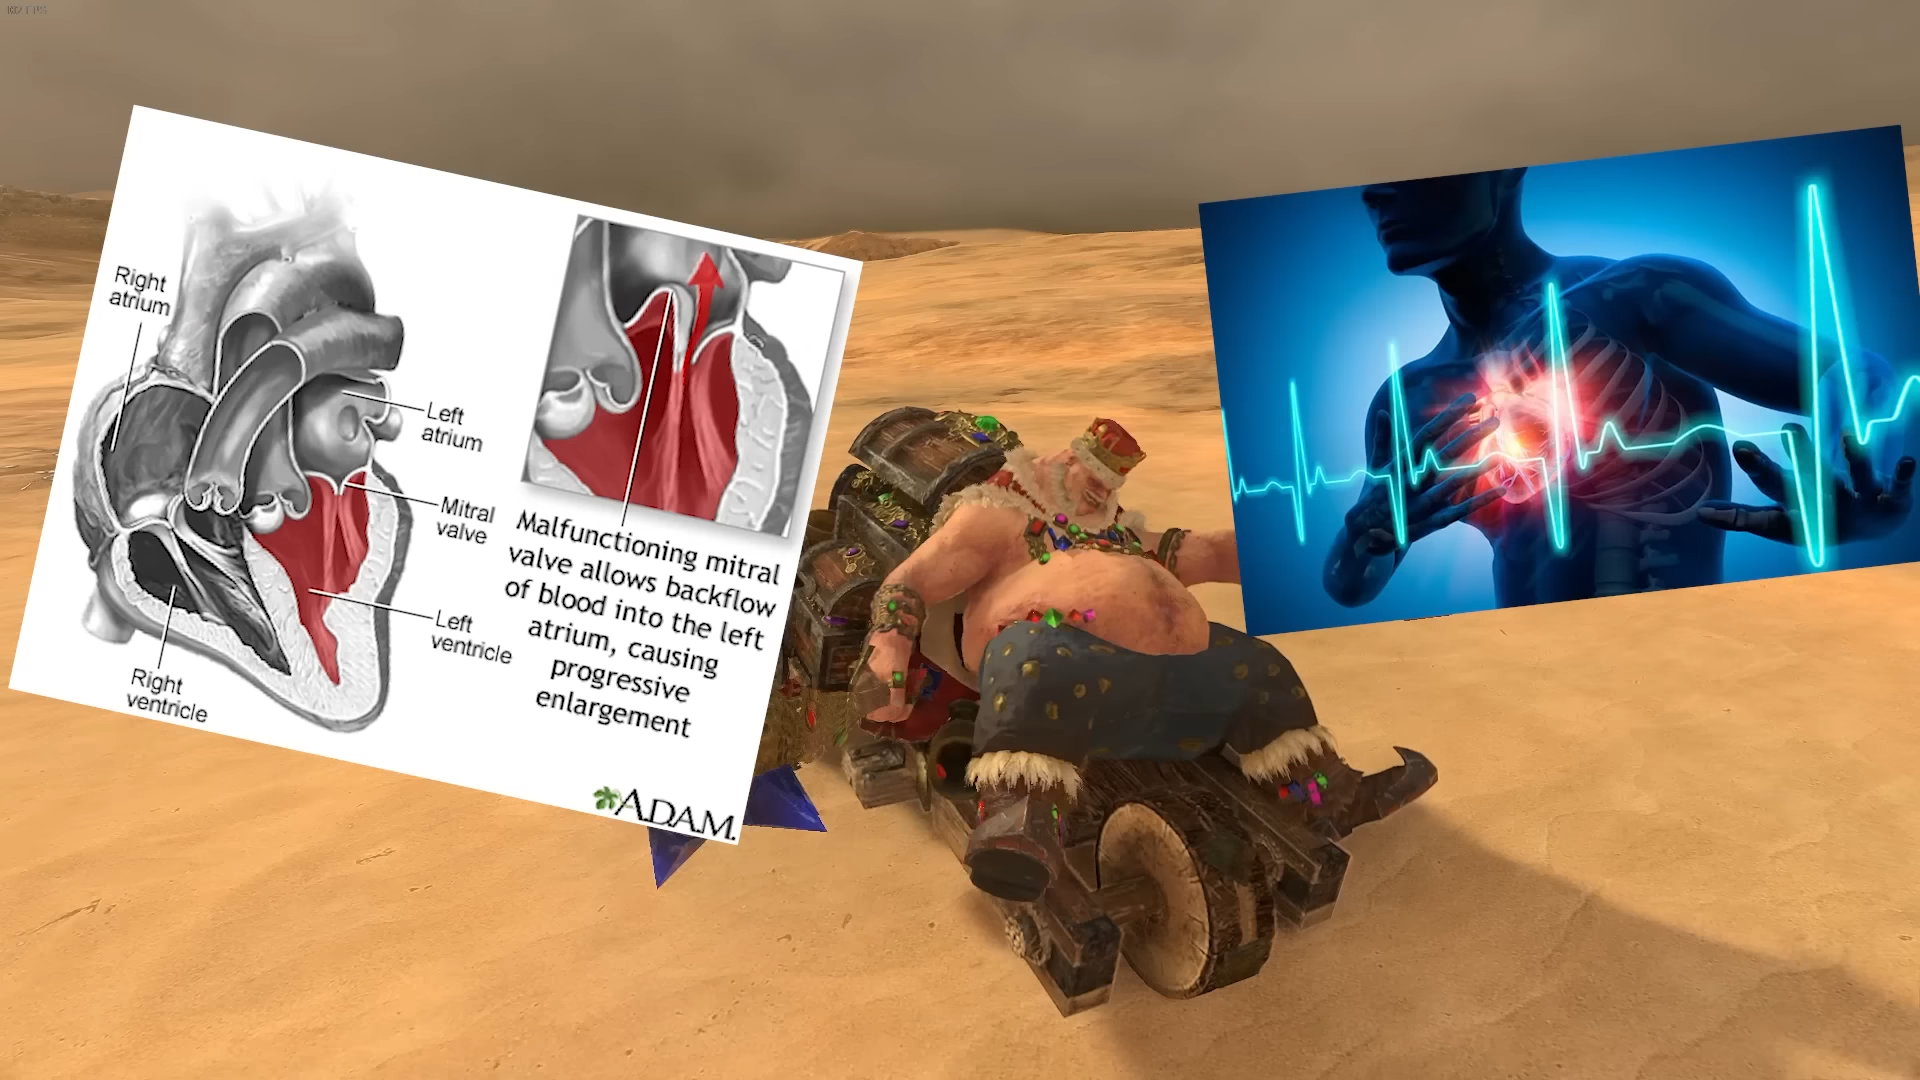 Right
atrium
Left
atrium
Mitral
valve
Left
ventricle
Right
ventricle
Malfunctioning mitral
valve allows backflow
of blood into the left
atrium, causing
progressive
enlargement
A.D.A.M.